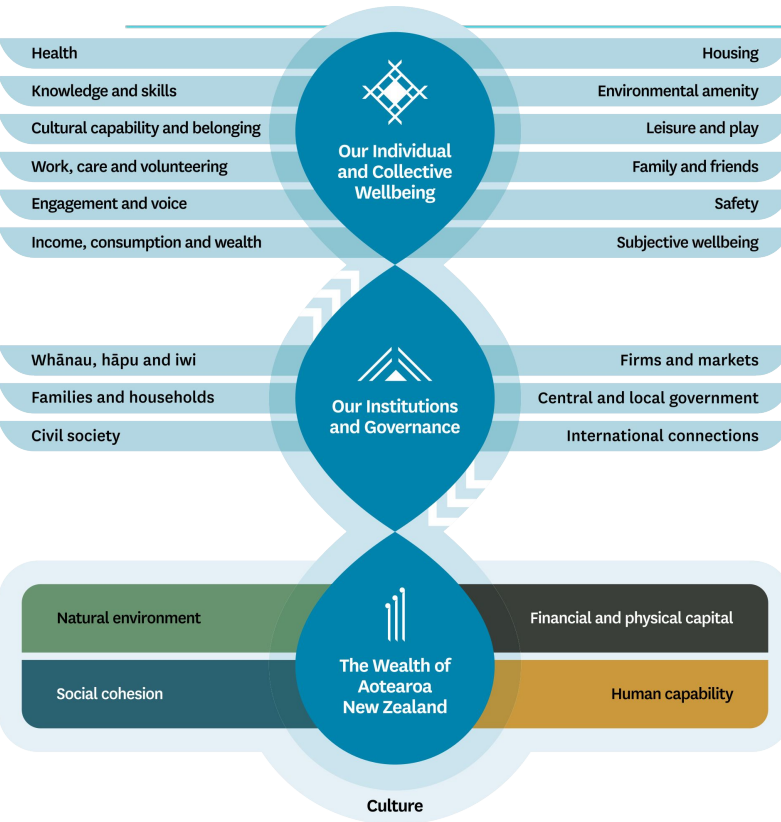 Health
Housing
Knowledge and skills
Environmental amenity
Cultural capability and belonging
Leisure and play
Work, care and volunteering
Family and friends
Engagement and voice
Safety
Income, consumption and wealth
Subjective wellbeing
Our Individual
and Collective
Wellbeing
Whānau, hāpu and iwi
Firms and markets
Families and households
Central and local government
Civil society
International connections
Our Institutions
and Governance
Natural environment
Financial and physical capital
Social cohesion
Human capability
The Wealth of
Aotearoa
New Zealand
Culture